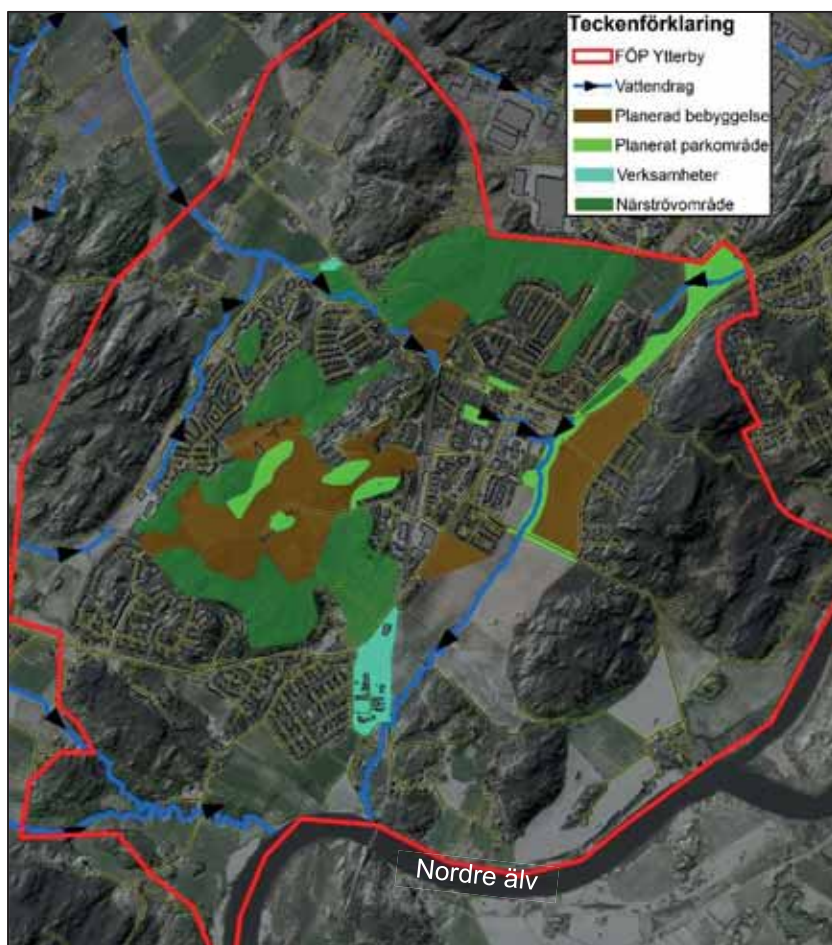 Teckenförklaring
FÖP Ytterby
Vattendrag
Planerad bebyggelse
Planerat parkområde
Verksamheter
Närströvområde
Nordre älv